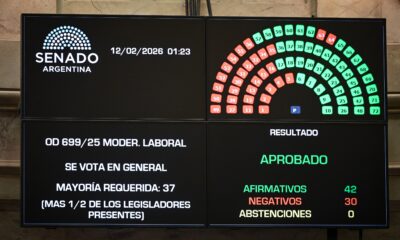 SENADO
ARGENTINA
12/02/2026 01:23
OD 699/25 MODER. LABORAL
SE VOTA EN GENERAL
MAYORÍA REQUERIDA: 37
(MAS 1/2 DE LOS LEGISLADORES
PRESENTES)
P
RESULTADO
APROBADO
AFIRMATIVOS 42
NEGATIVOS 30
ABSTENCIONES 0